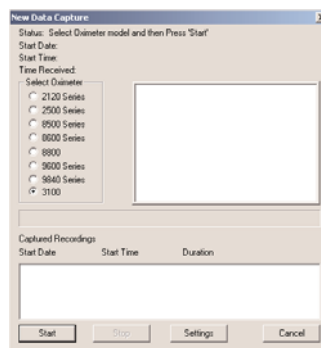 New Data Capture
Status: Select Oximeter model and then Press 'Start'
Start Date:
Start Time:
Time Received:
Select Oximeter
2120 Series
2500 Series
8500 Series
8600 Series
8800
9600 Series
9840 Series
3100
Captured Recordings
Start Date Start Time Duration
Start Stop Settings Cancel